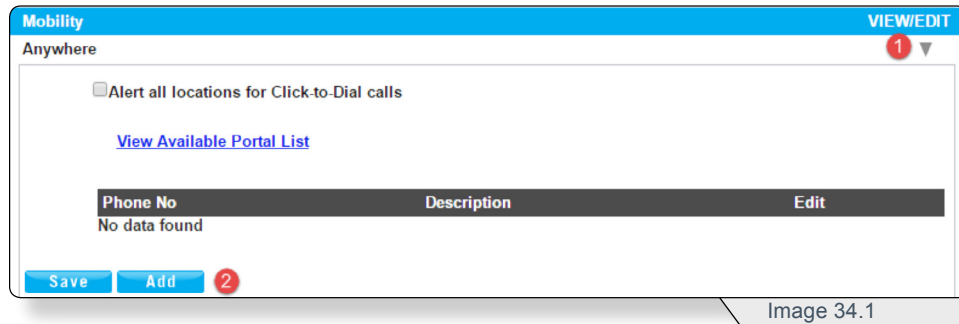 Mobility VIEW/EDIT
Anywhere 1
Alert all locations for Click-to-Dial calls
View Available Portal List
Phone No Description Edit
No data found
Save Add 2
Image 34.1